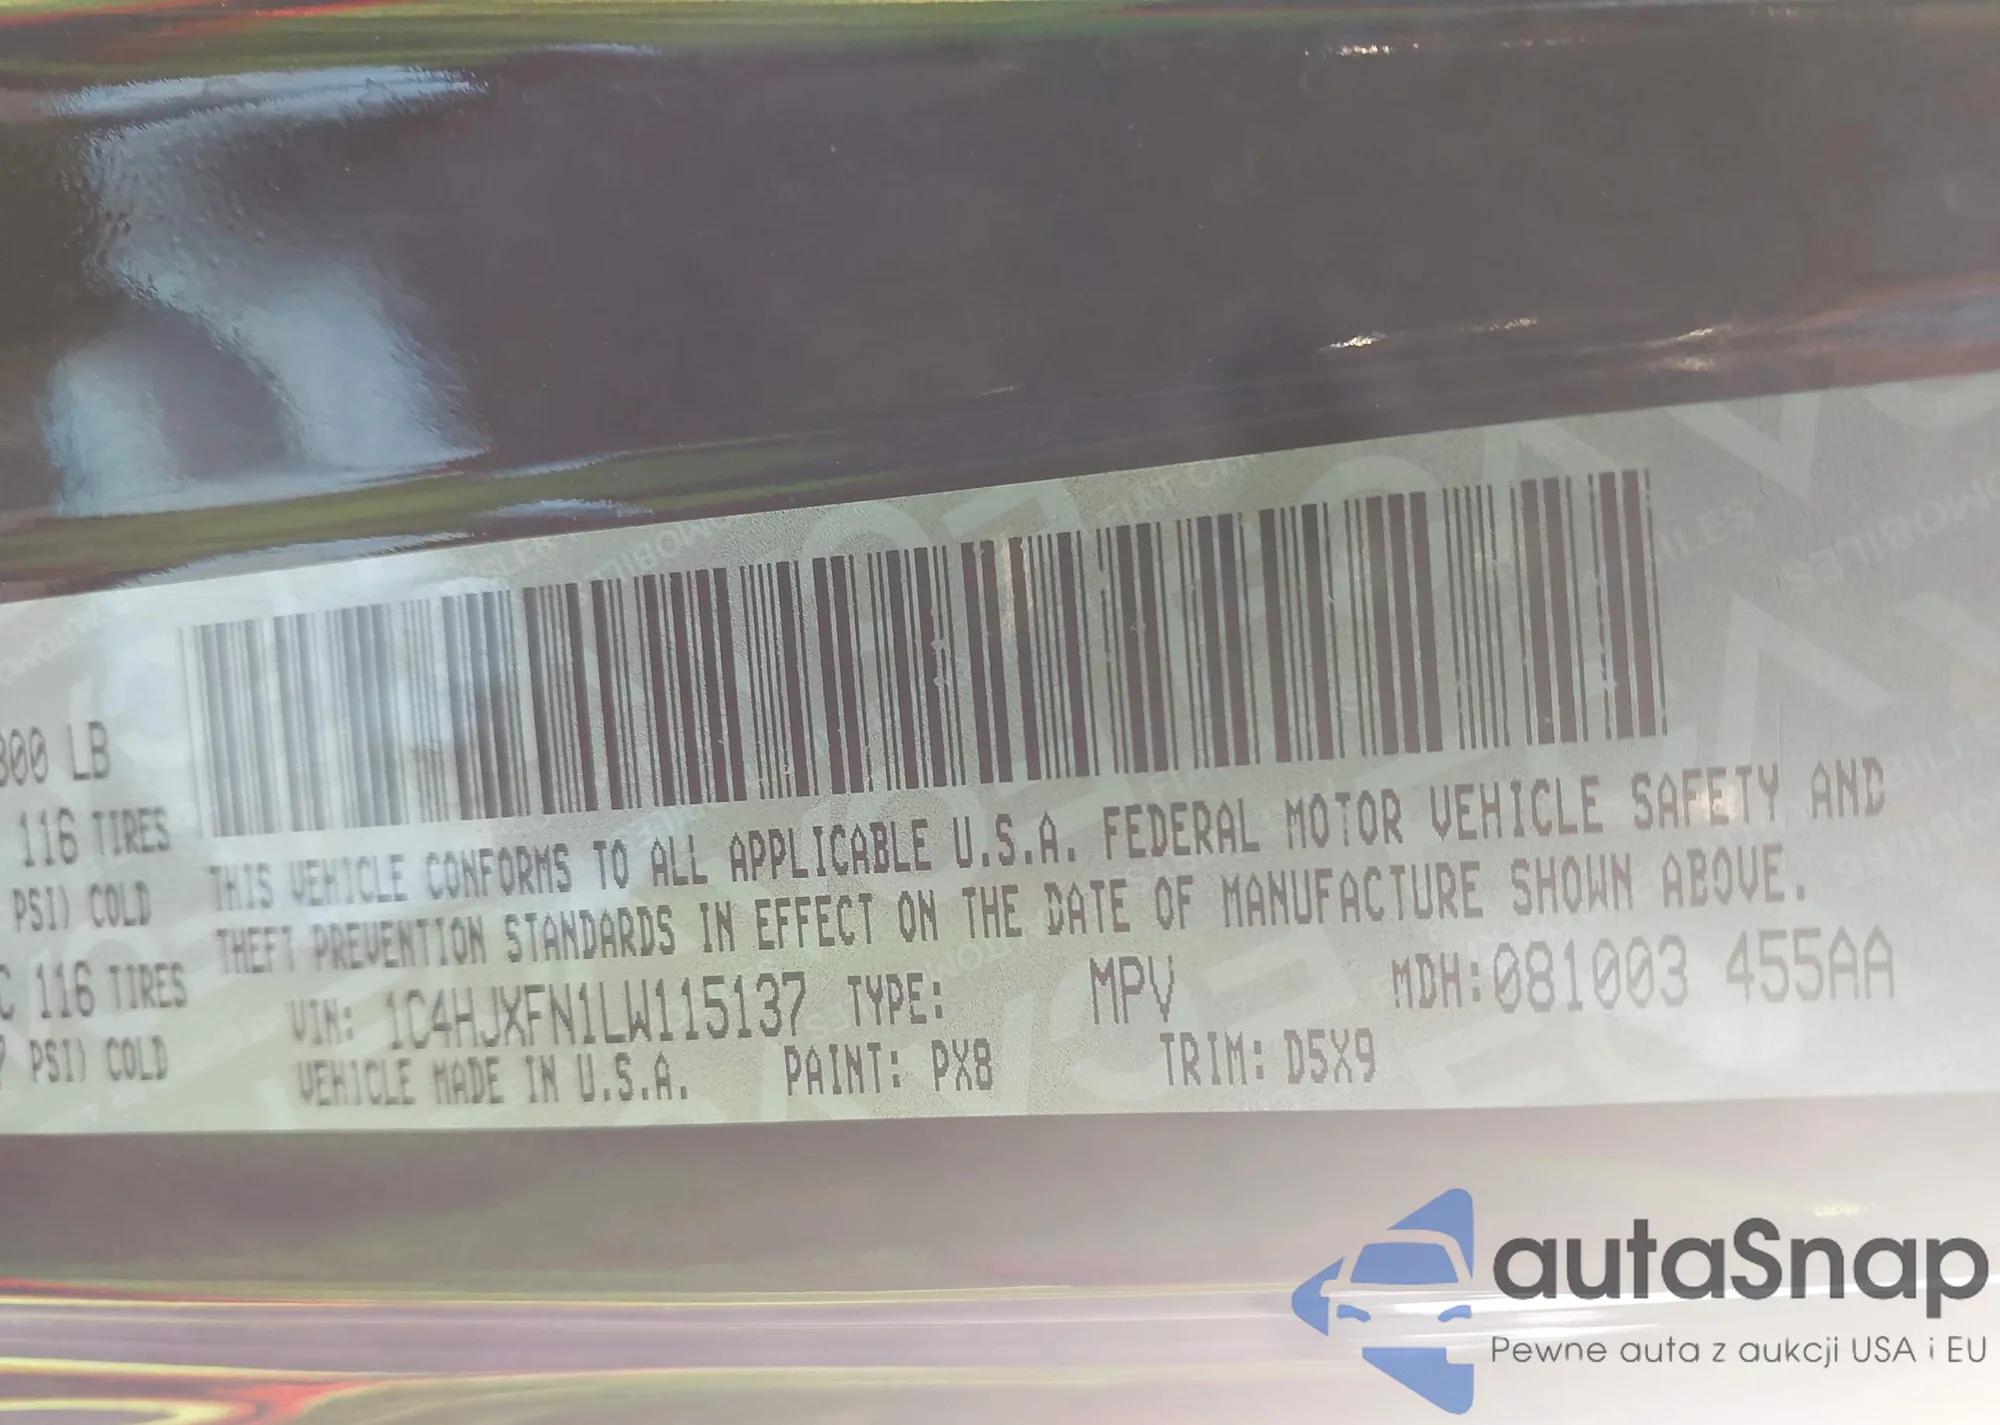 800 LB
116 TIRES
PSI) COLD
C 116 TIRES
PSI) COLD
THIS VEHICLE CONFORMS TO ALL APPLICABLE U.S.A. FEDERAL MOTOR VEHICLE SAFETY AND
THEFT PREVENTION STANDARDS IN EFFECT ON THE DATE OF MANUFACTURE SHOWN ABOVE.
VIN: 1C4HJXFN1LW115137 TYPE: MPV MDH:081003 455AA
VEHICLE MADE IN U.S.A. PAINT: PX8 TRIM: D5X9
autaSnap
Pewne auta z aukcji USA i EU